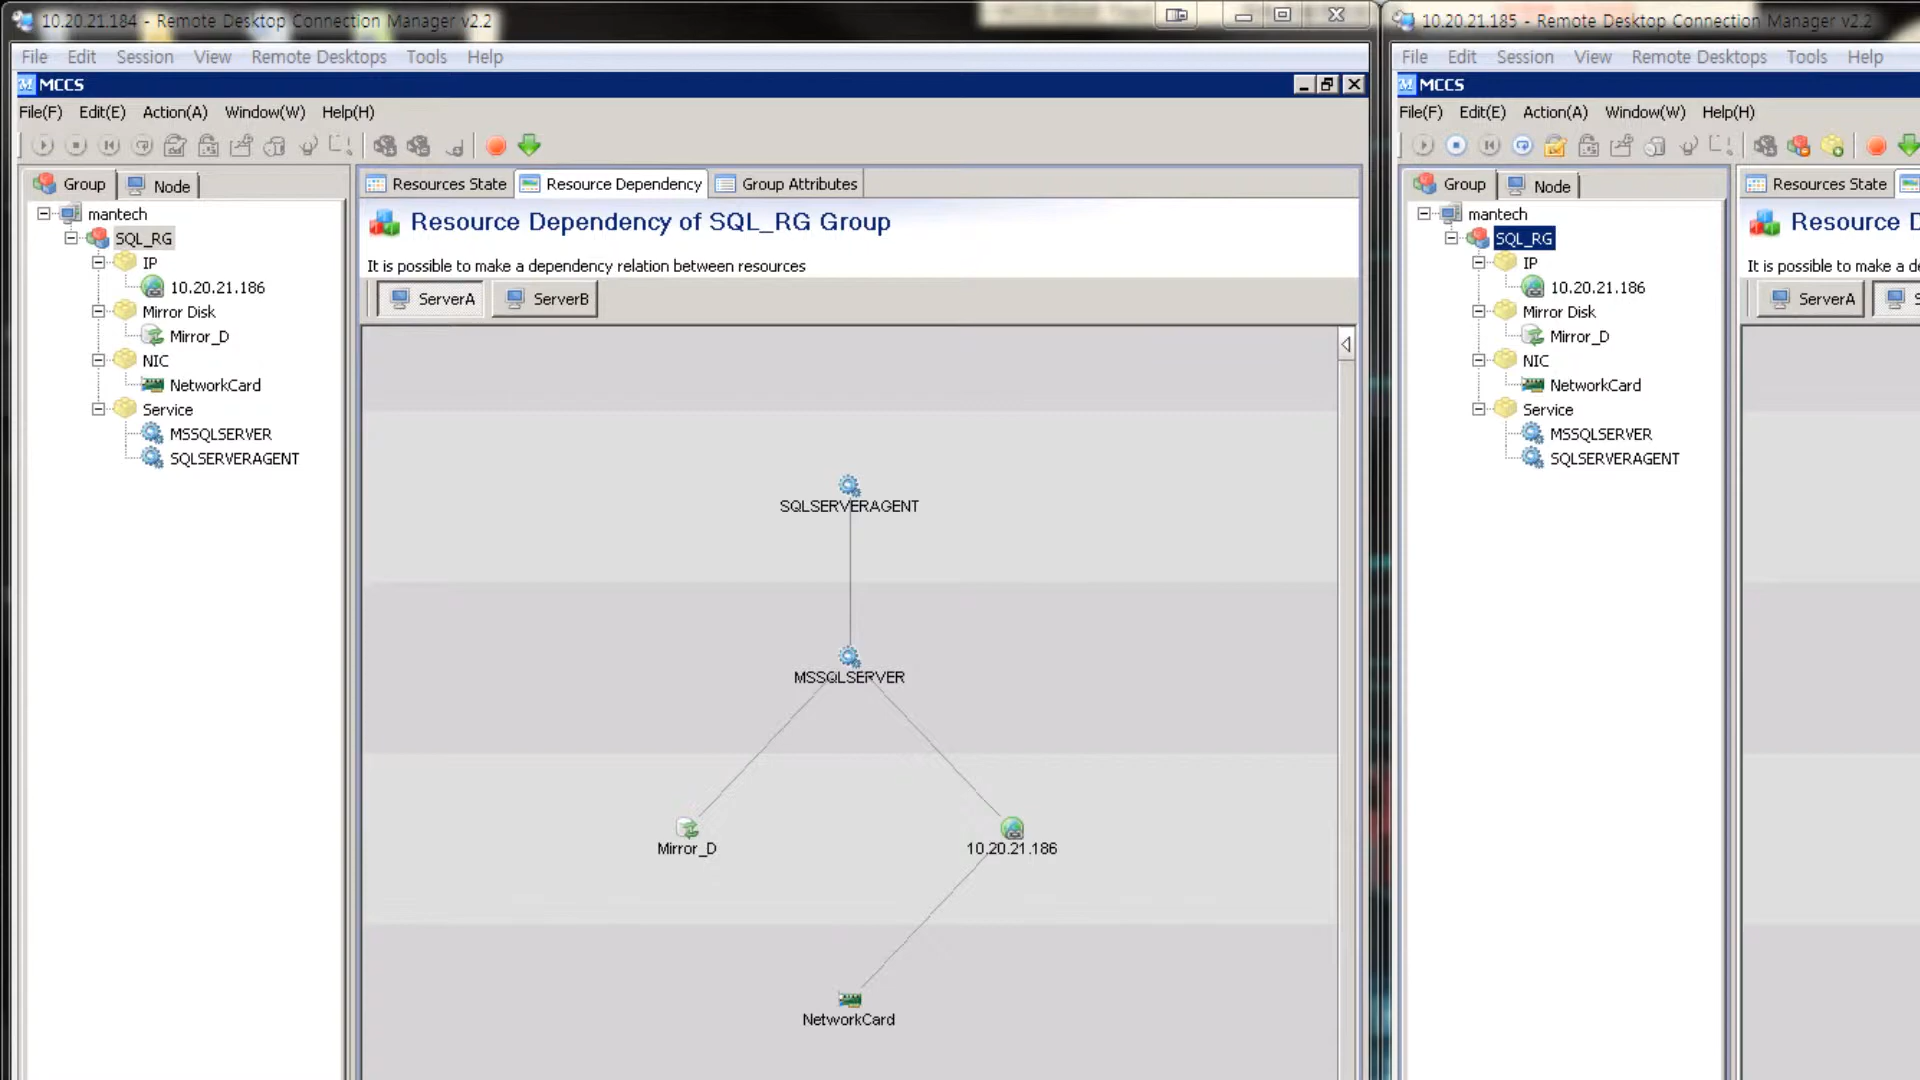 10.20.21.184 - Remote Desktop Connection Manager v2.2
File Edit Session View Remote Desktops Tools Help
MCCS
File(F) Edit(E) Action(A) Window(W) Help(H)
Group Node
mantech
SQL_RG
IP
10.20.21.186
Mirror Disk
Mirror_D
NIC
NetworkCard
Service
MSSQLSERVER
SQLSERVERAGENT
Resources State Resource Dependency Group Attributes
Resource Dependency of SQL_RG Group
It is possible to make a dependency relation between resources
ServerA ServerB
SQLSERVERAGENT
MSSQLSERVER
Mirror_D 10.20.21.186
NetworkCard
10.20.21.185 - Remote Desktop Connection Manager v2.2
File Edit Session View Remote Desktops Tools Help
MCCS
File(F) Edit(E) Action(A) Window(W) Help(H)
Group Node
mantech
SQL_RG
IP
10.20.21.186
Mirror Disk
Mirror_D
NIC
NetworkCard
Service
MSSQLSERVER
SQLSERVERAGENT
Resources State
Resource D
It is possible to make a de
ServerA S